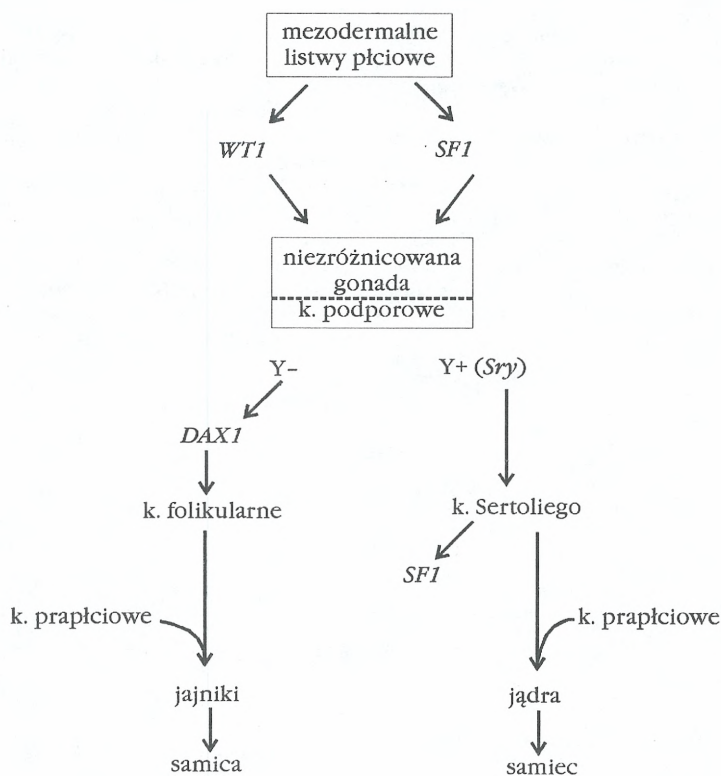 mezodermalne
listwy płciowe
WT1
SF1
niezróżnicowana
gonada
k. podporowe
Y–
Y+ (Sry)
DAX1
k. folikularne
k. Sertoliego
SF1
k. prapłciowe
k. prapłciowe
jajniki
jądra
samica
samiec